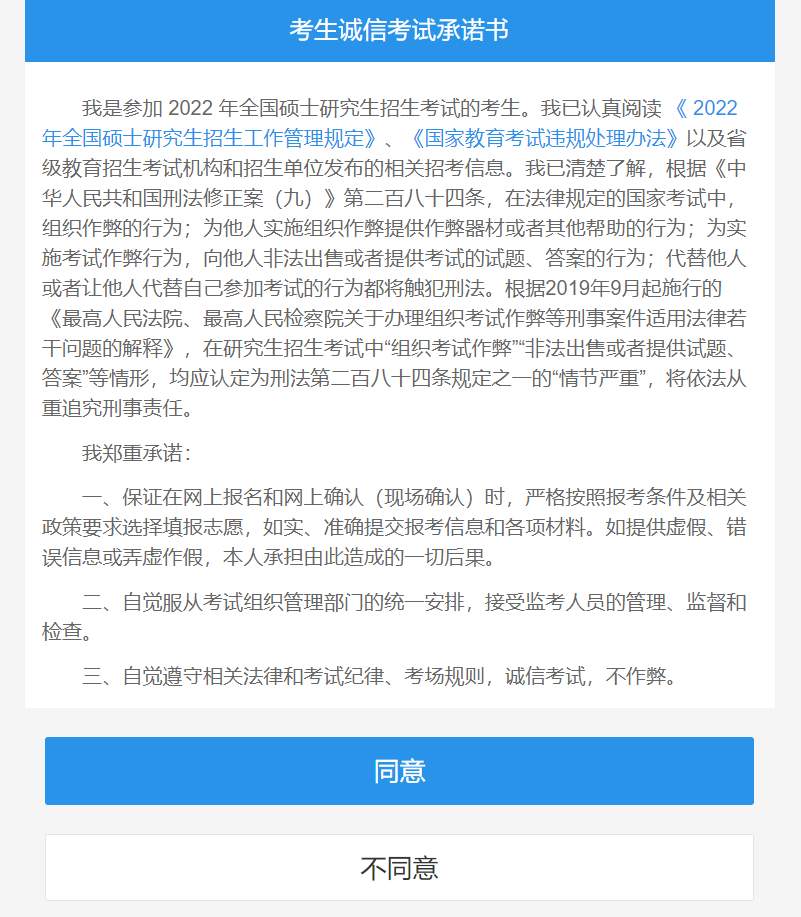 考生诚信考试承诺书
我是参加 2022 年全国硕士研究生招生考试的考生。我已认真阅读 《 2022
年全国硕士研究生招生工作管理规定》、《国家教育考试违规处理办法》以及省
级教育招生考试机构和招生单位发布的相关招考信息。我已清楚了解，根据《中
华人民共和国刑法修正案（九）》第二百八十四条，在法律规定的国家考试中，
组织作弊的行为；为他人实施组织作弊提供作弊器材或者其他帮助的行为；为实
施考试作弊行为，向他人非法出售或者提供考试的试题、答案的行为；代替他人
或者让他人代替自己参加考试的行为都将触犯刑法。根据2019年9月起施行的
《最高人民法院、最高人民检察院关于办理组织考试作弊等刑事案件适用法律若
干问题的解释》，在研究生招生考试中“组织考试作弊”“非法出售或者提供试题、
答案”等情形，均应认定为刑法第二百八十四条规定之一的“情节严重”，将依法从
重追究刑事责任。
我郑重承诺：
一、保证在网上报名和网上确认（现场确认）时，严格按照报考条件及相关
政策要求选择填报志愿，如实、准确提交报考信息和各项材料。如提供虚假、错
误信息或弄虚作假，本人承担由此造成的一切后果。
二、自觉服从考试组织管理部门的统一安排，接受监考人员的管理、监督和
检查。
三、自觉遵守相关法律和考试纪律、考场规则，诚信考试，不作弊。
同意
不同意